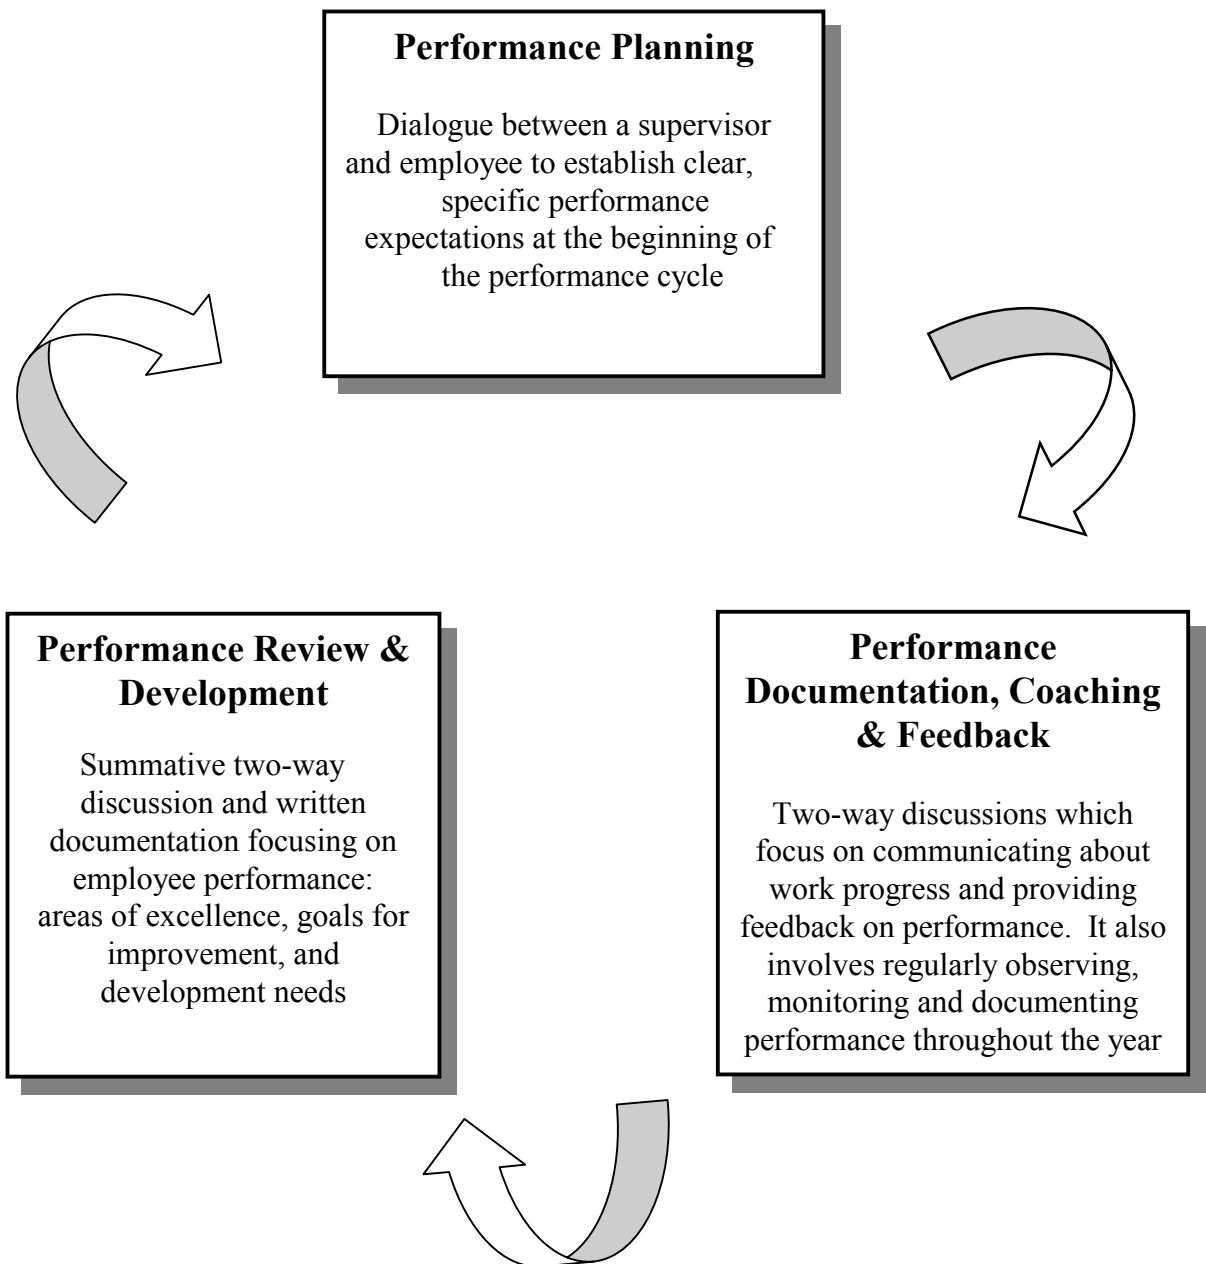 Performance Planning
Dialogue between a supervisor
and employee to establish clear,
specific performance
expectations at the beginning of
the performance cycle
Performance Review &
Development
Summative two-way
discussion and written
documentation focusing on
employee performance:
areas of excellence, goals for
improvement, and
development needs
Performance
Documentation, Coaching
& Feedback
Two-way discussions which
focus on communicating about
work progress and providing
feedback on performance.  It also
involves regularly observing,
monitoring and documenting
performance throughout the year